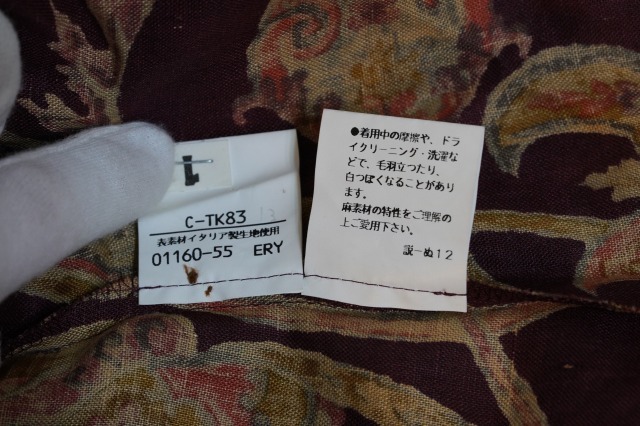 C-TK83
表素材イタリア製生地使用
01160-55 ERY
●着用中の摩擦や、ドラ
イクリーニング・洗濯な
どで、毛羽立つたり、
白つぽくなることがあり
ます。
麻素材の特性をご理解の
上ご愛用下さい。
説ーぬ12